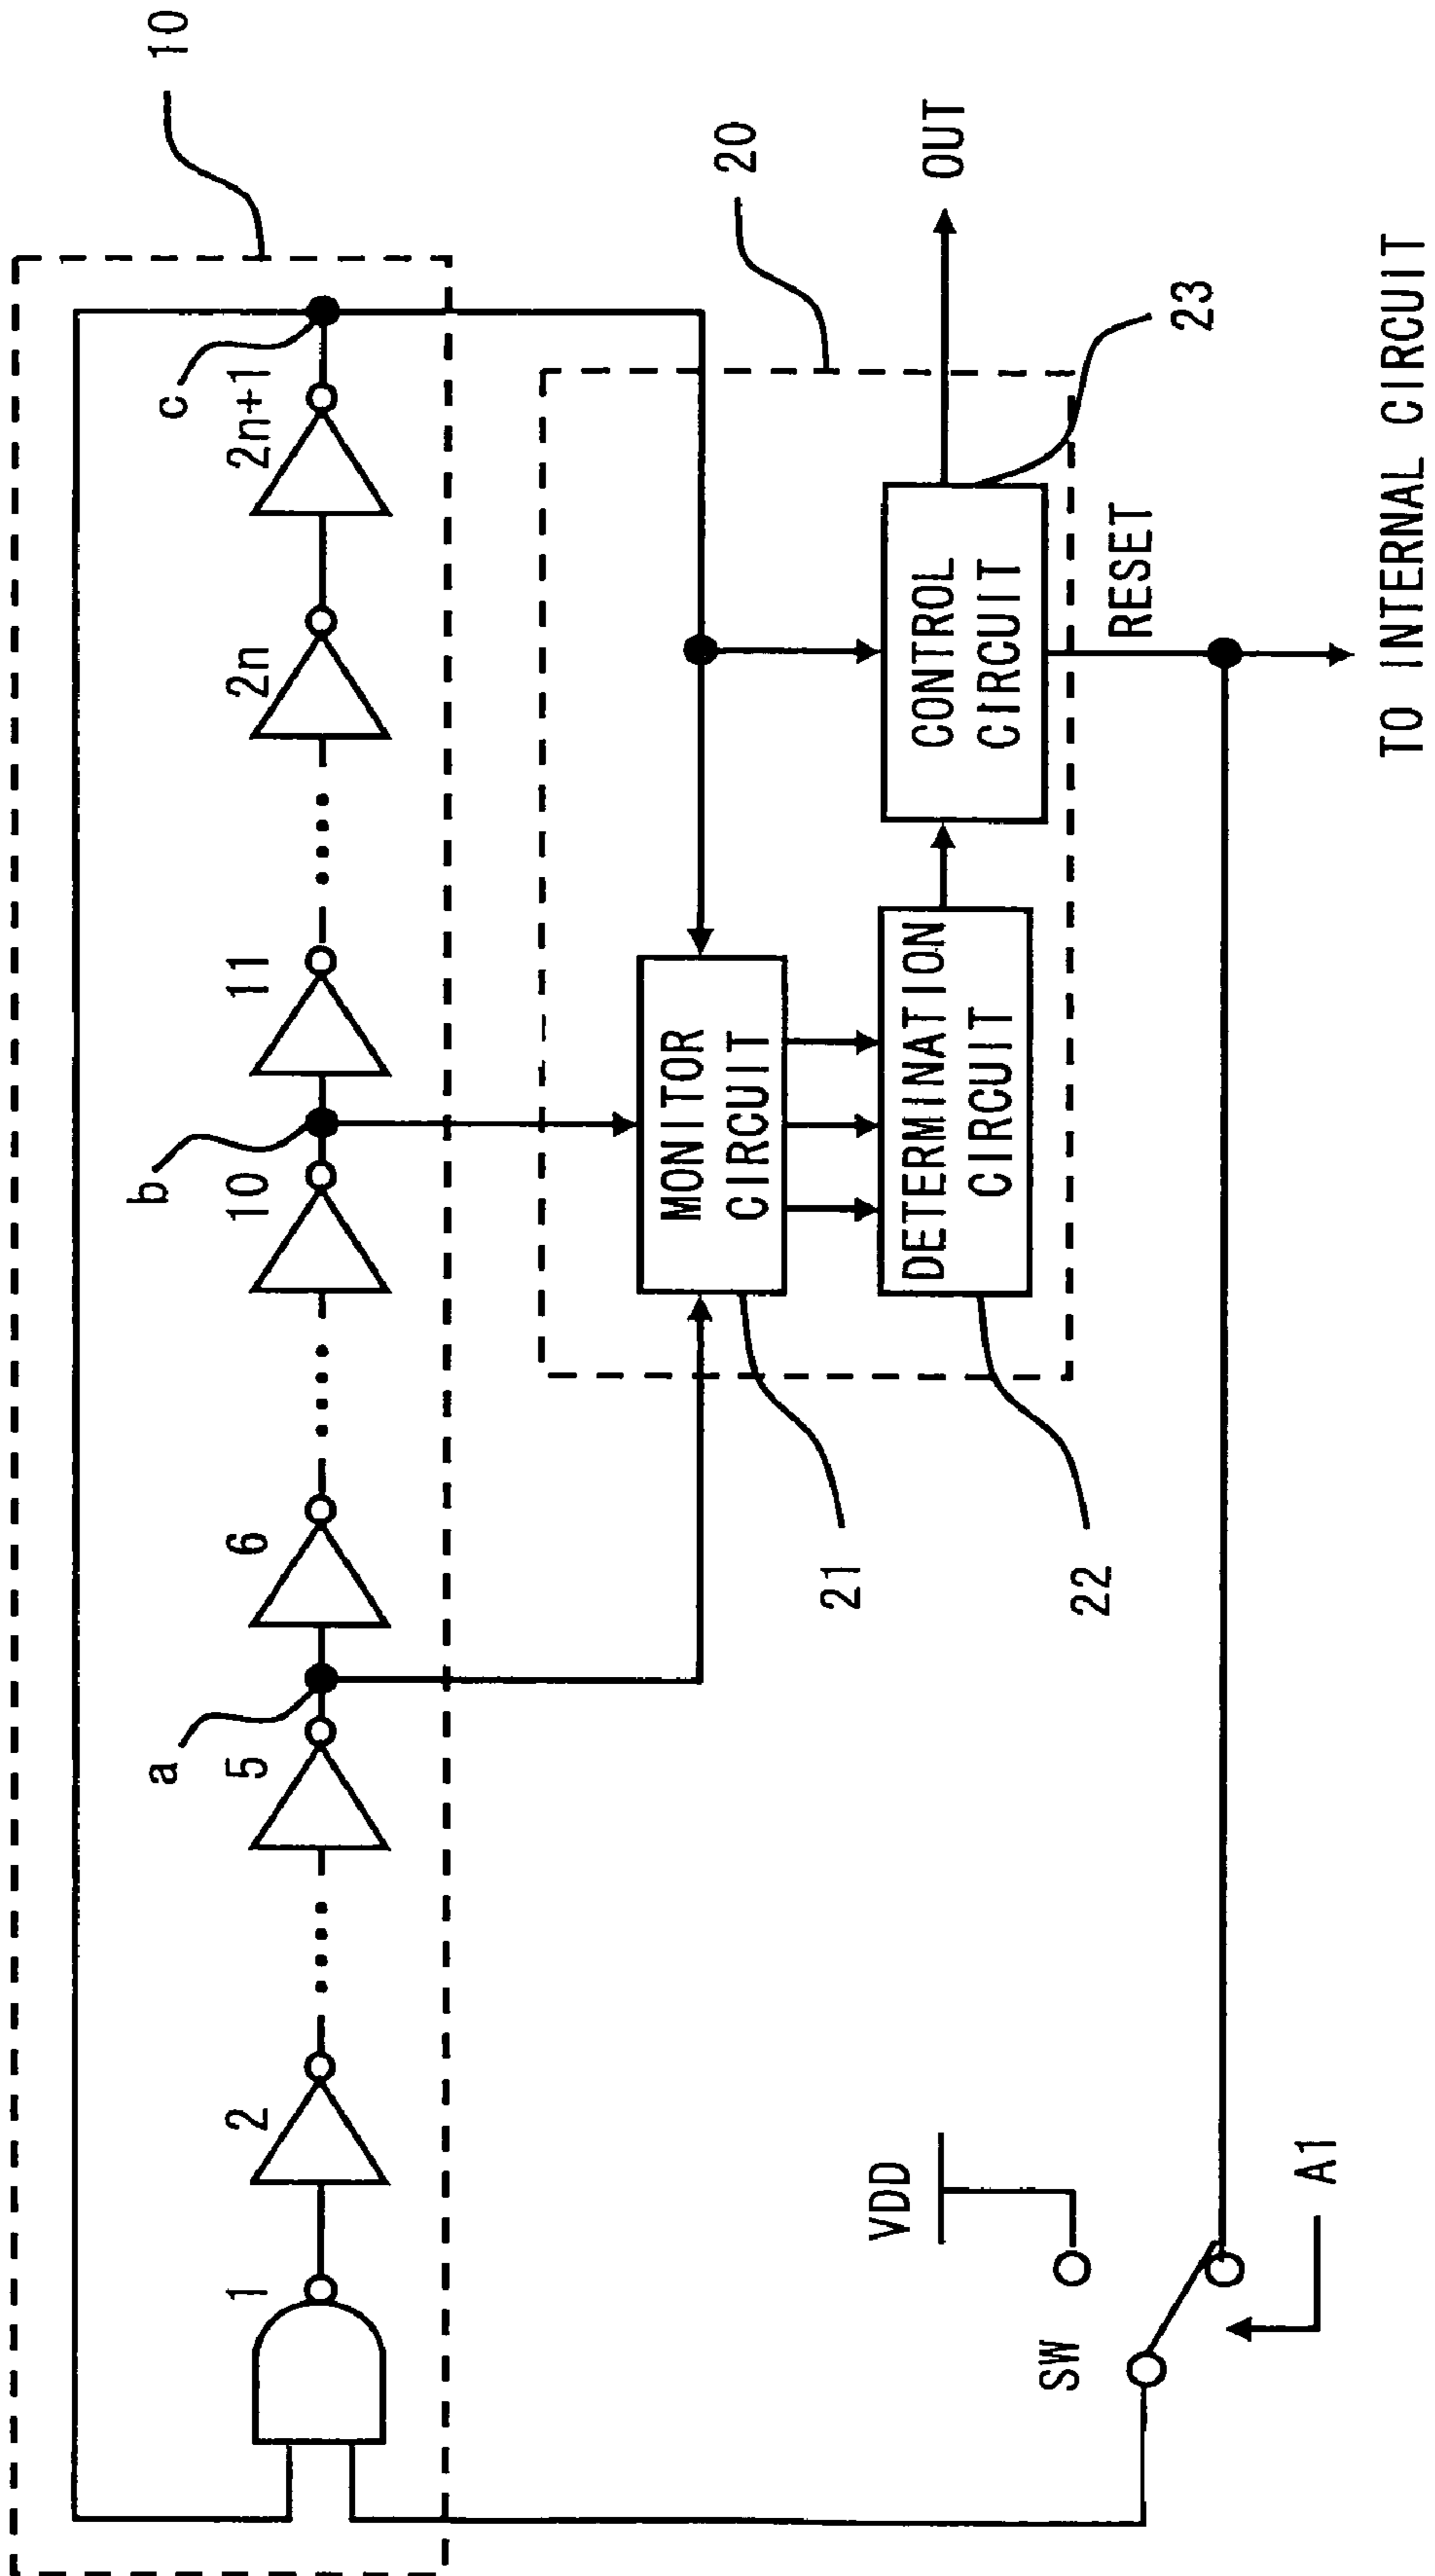 10
c
2n+1
2n
11
b
10
6
a
5
2
1
20
OUT
MONITOR
CIRCUIT
DETERMINATION
CIRCUIT
CONTROL
CIRCUIT
23
21
22
RESET
VDD
SW
A1
TO INTERNAL CIRCUIT